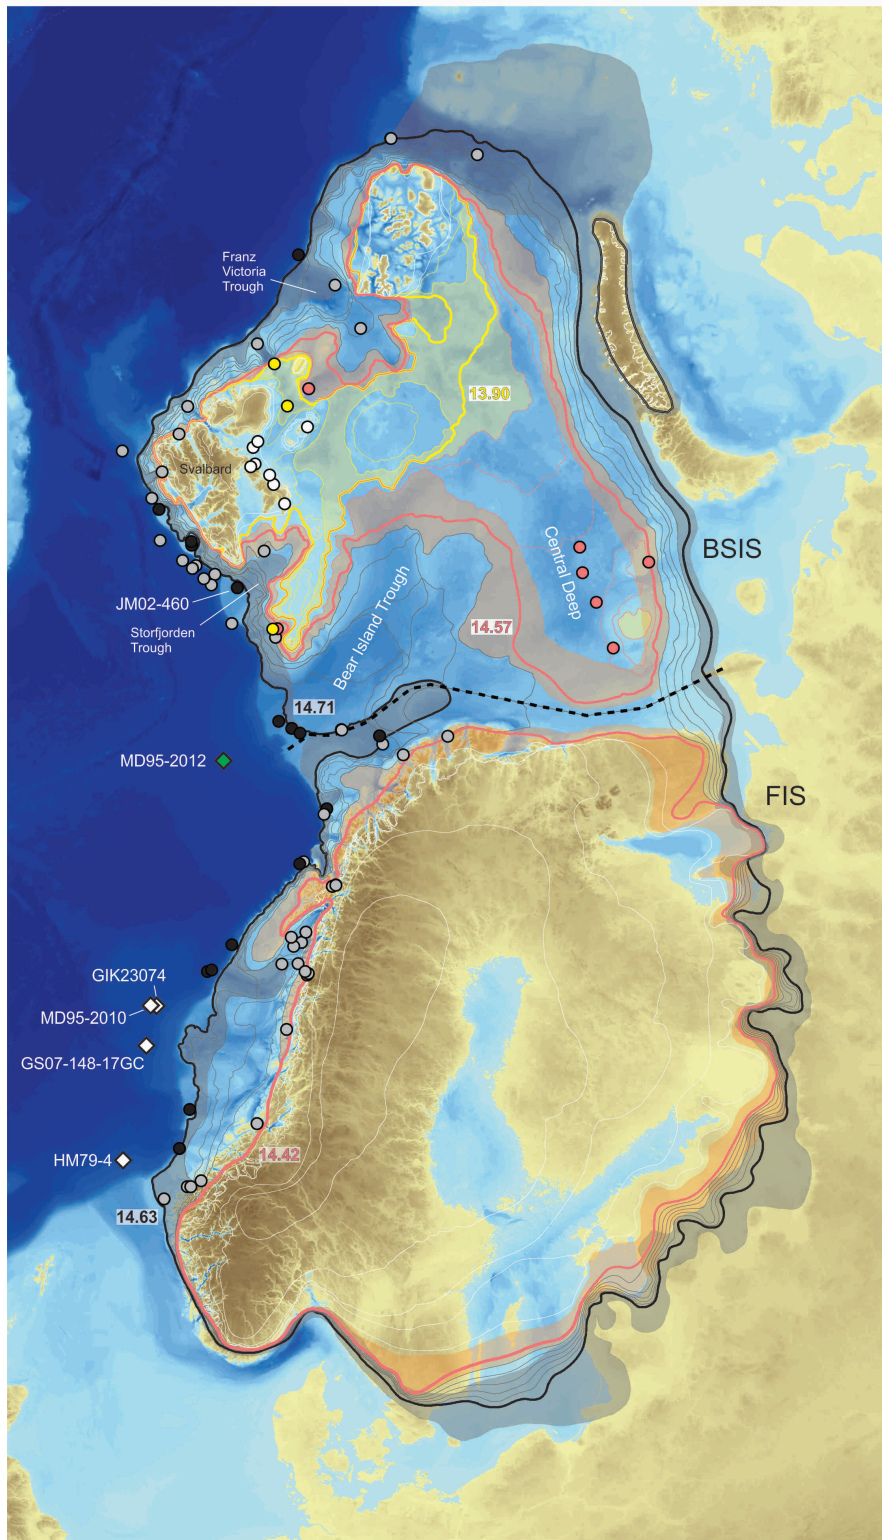 Franz
Victoria
Trough
13.90
Svalbard
Central Deep
BSIS
JM02-460
Storfjorden
Trough
14.57
Bear Island Trough
14.71
MD95-2012
FIS
GIK23074
MD95-2010
GS07-148-17GC
14.42
HM79-4
14.63